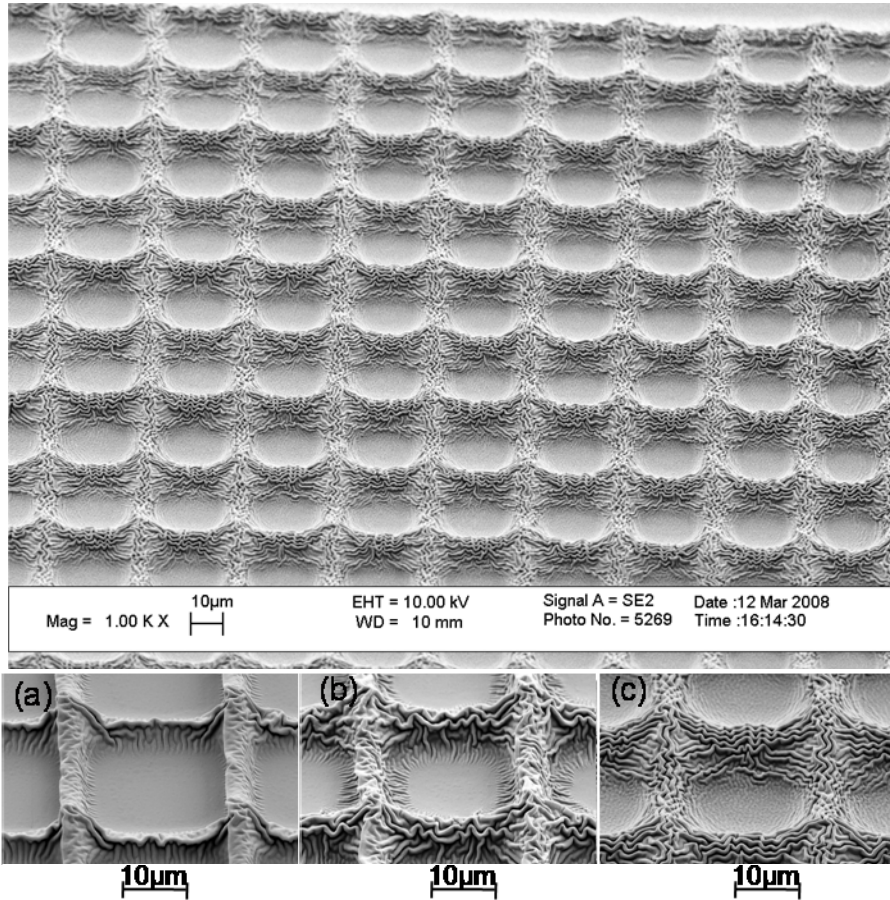 Mag = 1.00 K X
10µm
EHT = 10.00 kV
WD = 10 mm
Signal A = SE2
Photo No. = 5269
Date :12 Mar 2008
Time :16:14:30
(a)
(b)
(c)
10µm
10µm
10µm